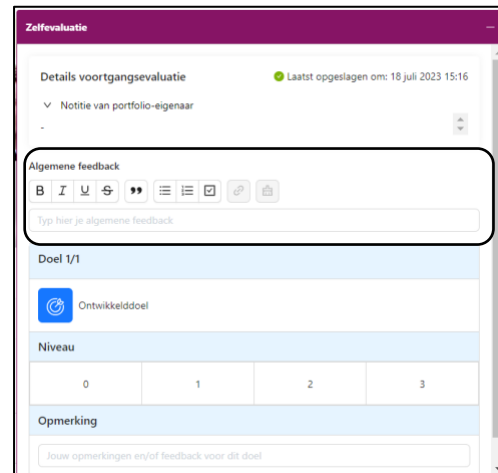 Zelfevaluatie
Details voortgangsevaluatie
Laatst opgeslagen om: 18 juli 2023 15:16
Notitie van portfolio-eigenaar
-
Algemene feedback
B I U S
Typ hier je algemene feedback
Doel 1/1
Ontwikkelddoel
Niveau
0 1 2 3
Opmerking
Jouw opmerkingen en/of feedback voor dit doel